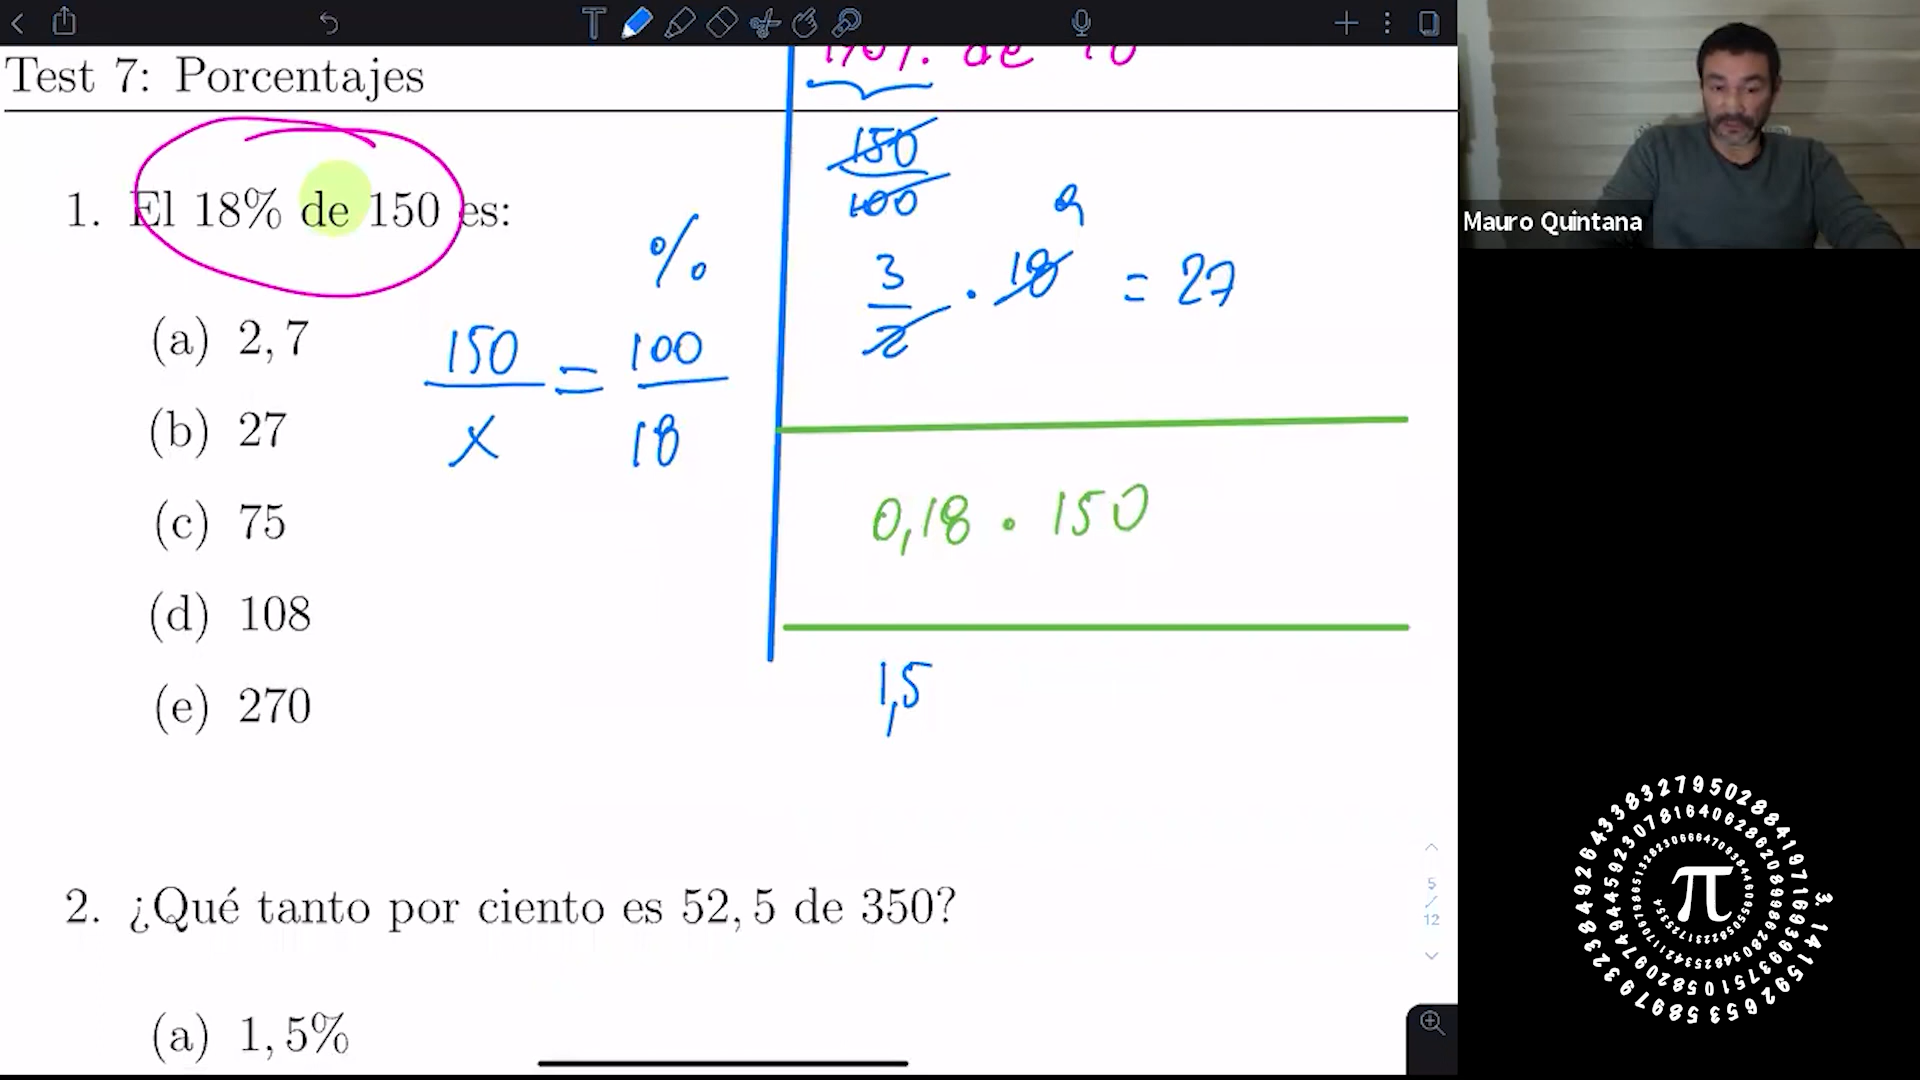 Test 7: Porcentajes
1. El 18% de 150 es:
(a) 2, 7
(b) 27
(c) 75
(d) 108
(e) 270
%
150 = 100
x 18
150
100
9
3 . 18 = 27
2
0,18 . 150
1,5
2. ¿Qué tanto por ciento es 52, 5 de 350?
(a) 1, 5%
5
/
12
Mauro Quintana
π